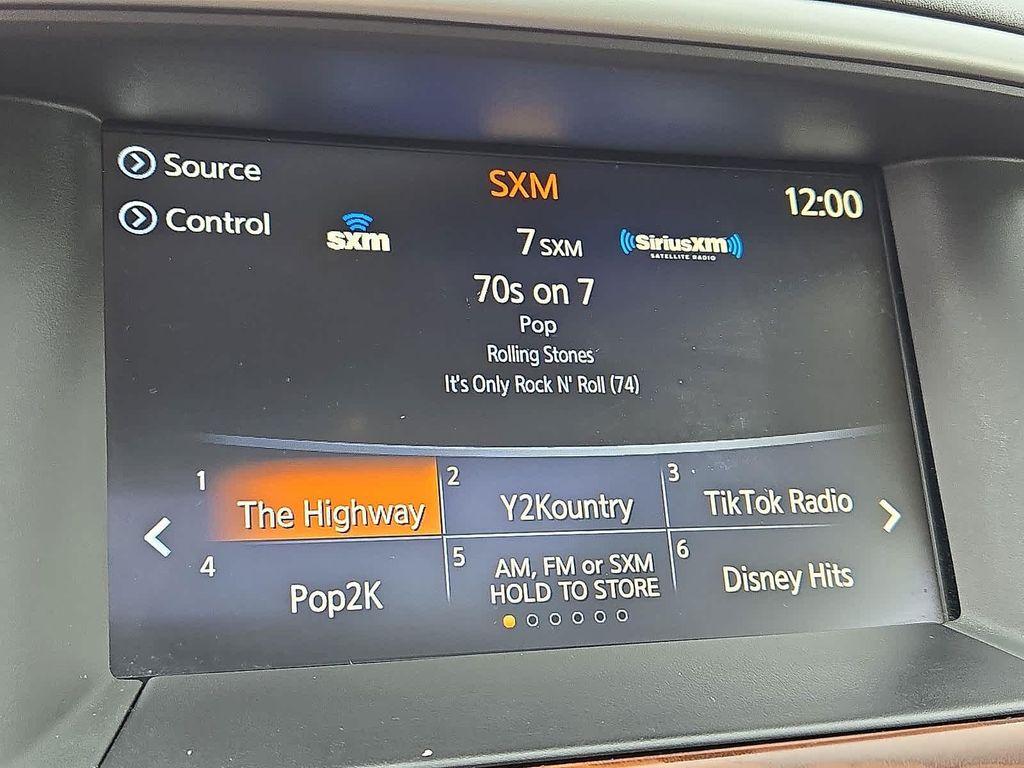 Source
SXM
12:00
Control
sxm
7 SXM
SiriusXM
SATELLITE RADIO
70s on 7
Pop
Rolling Stones
It's Only Rock N' Roll (74)
1
The Highway
2
Y2Kountry
3
TikTok Radio
4
Pop2K
5
AM, FM or SXM
HOLD TO STORE
6
Disney Hits